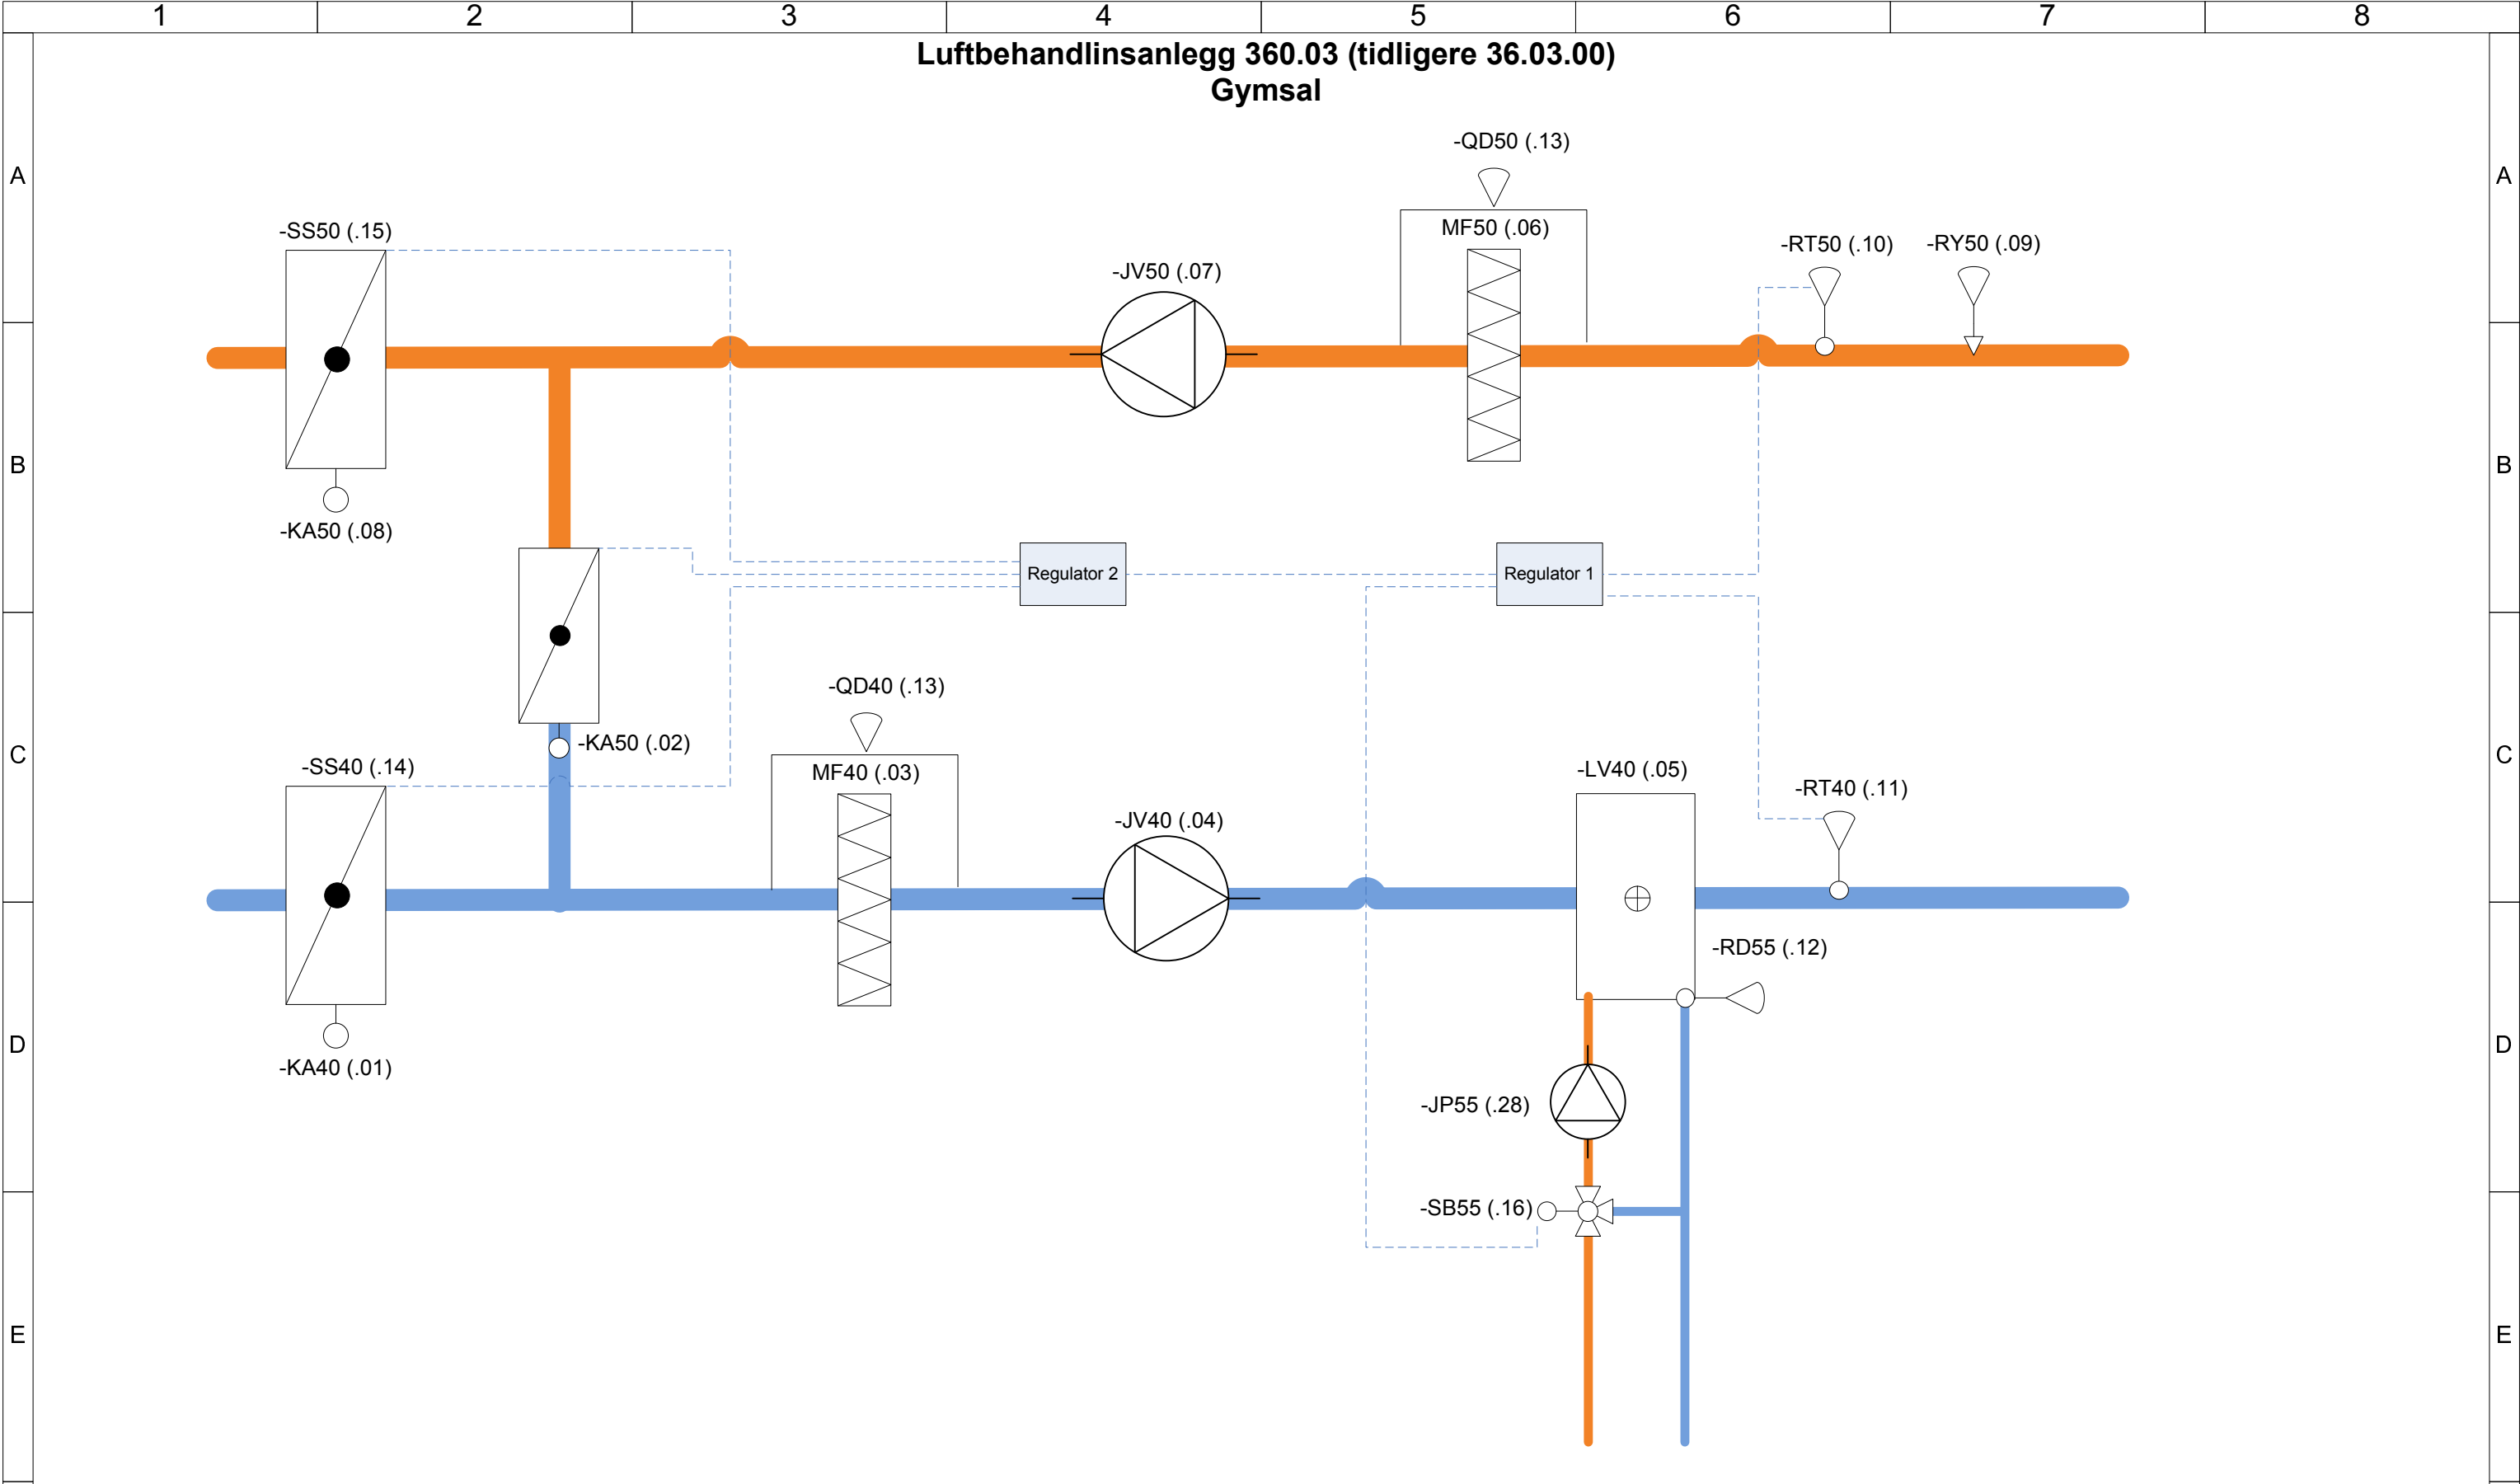 1 2 3 4 5 6 7 8
Luftbehandlinsanlegg 360.03 (tidligere 36.03.00)
Gymsal
-QD50 (.13)
A A
MF50 (.06)
-SS50 (.15)
-RT50 (.10) -RY50 (.09)
-JV50 (.07)
B B
-KA50 (.08)
Regulator 2 Regulator 1
-QD40 (.13)
-KA50 (.02)
C C
-SS40 (.14)
MF40 (.03)
-LV40 (.05)
-RT40 (.11)
-JV40 (.04)
-RD55 (.12)
D D
-KA40 (.01)
-JP55 (.28)
-SB55 (.16)
E E